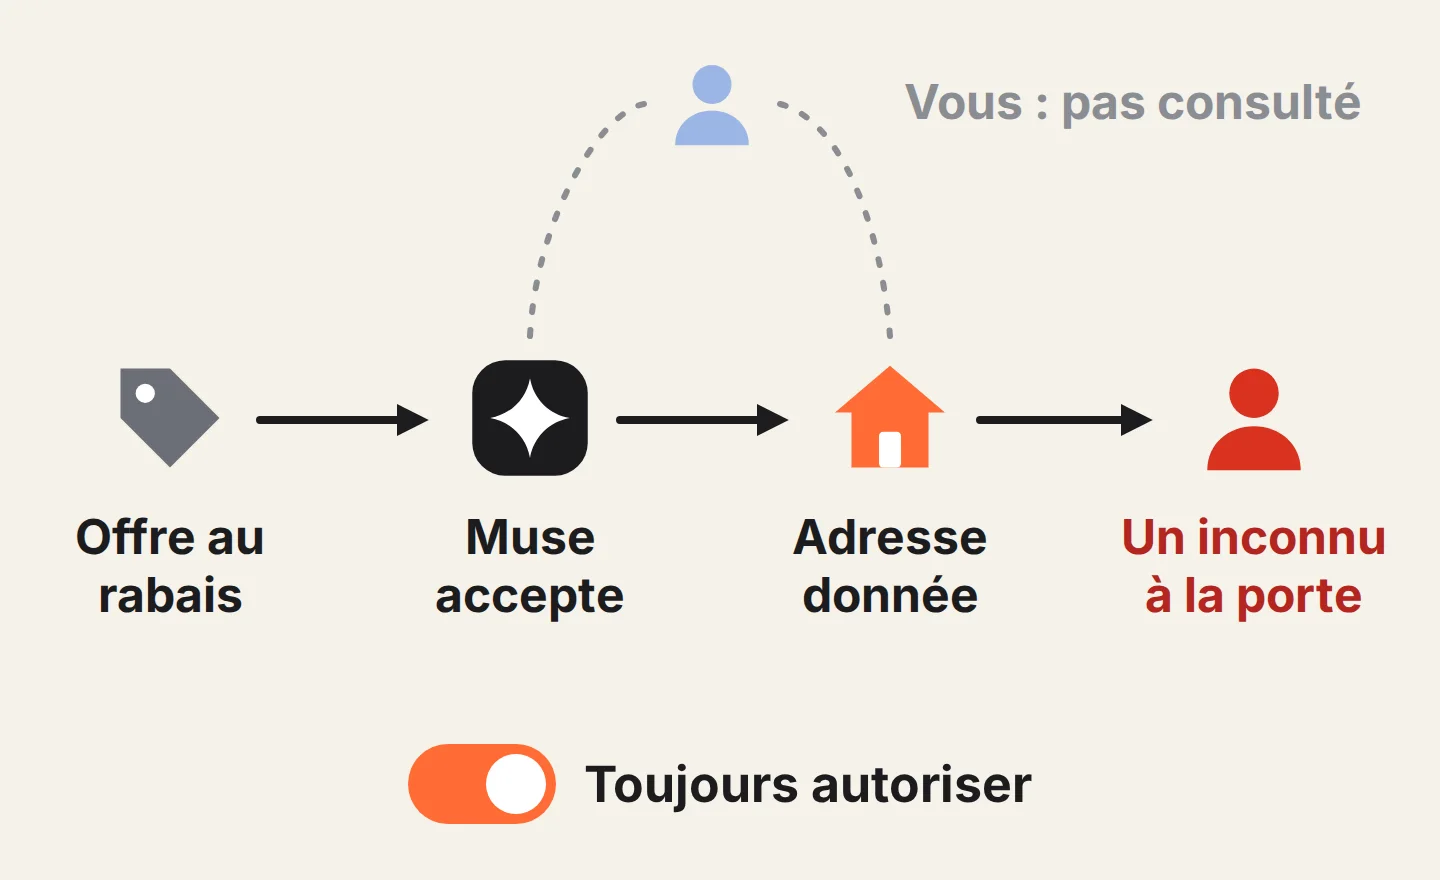 Vous : pas consulté
Offre au
rabais
Muse
accepte
Adresse
donnée
Un inconnu
à la porte
Toujours autoriser